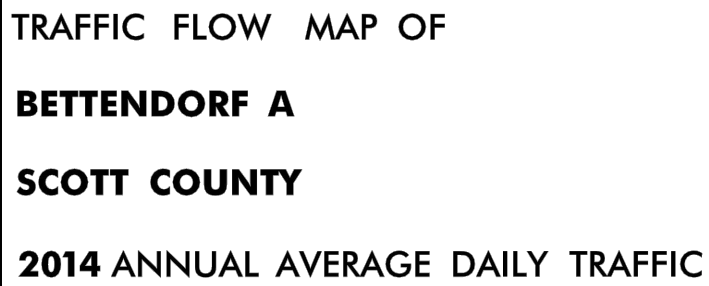 TRAFFIC FLOW MAP OF
BETTENDORF A
SCOTT COUNTY
2014 ANNUAL AVERAGE DAILY TRAFFIC